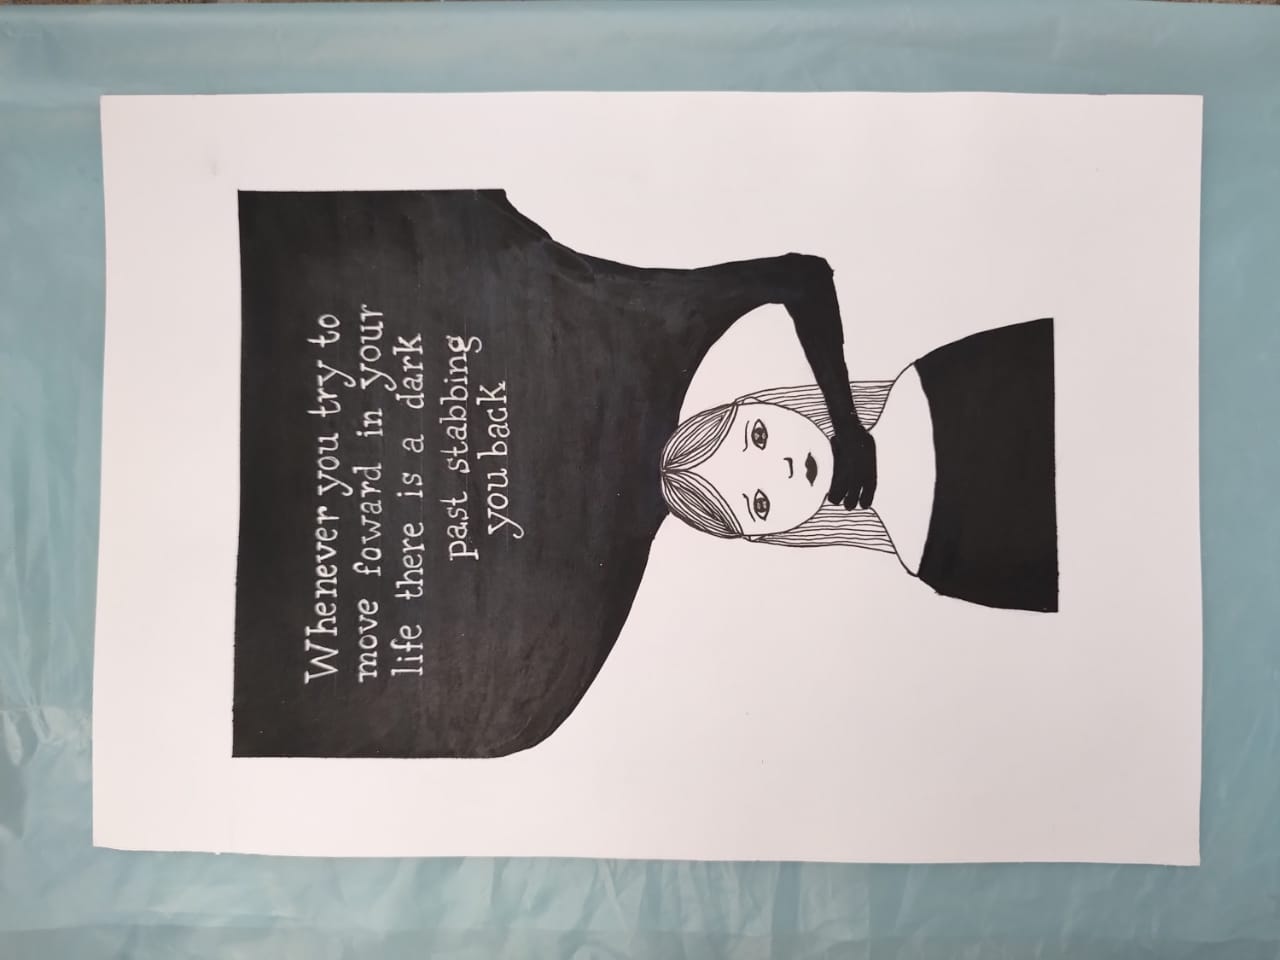 Whenever you try to
move foward in your
life there is a dark
past stabbing
you back